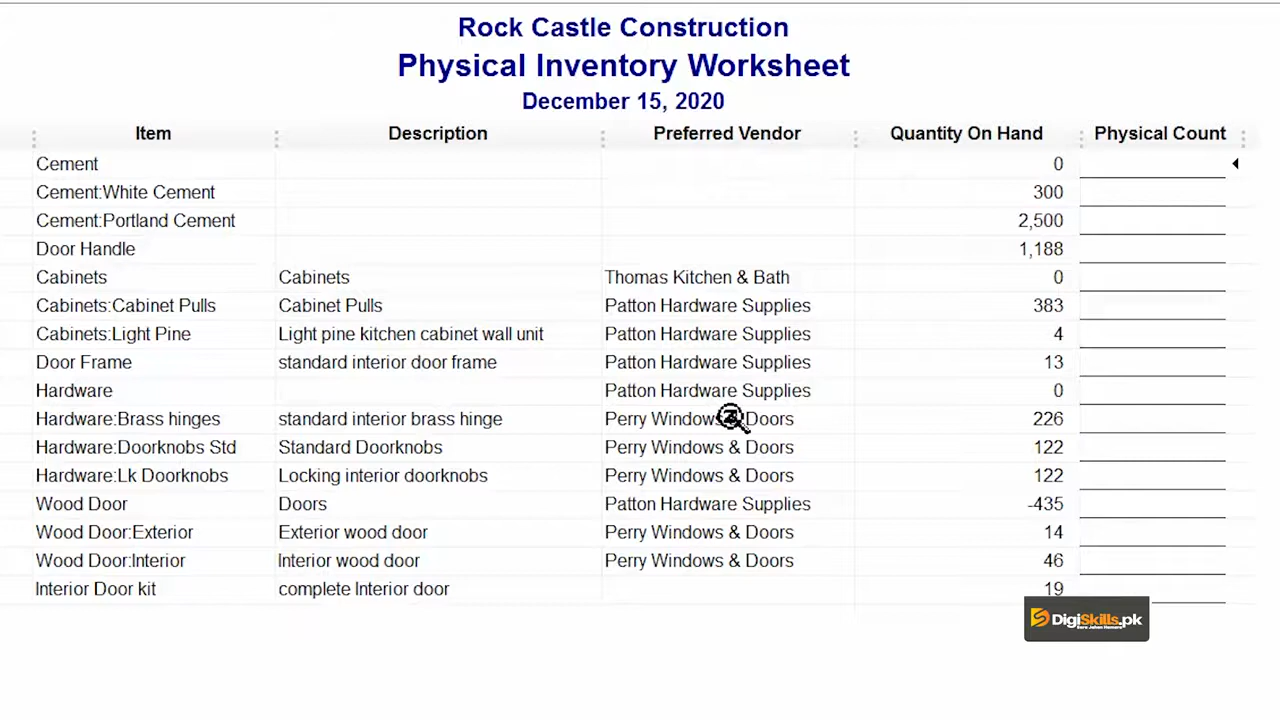 Rock Castle Construction
Physical Inventory Worksheet
December 15, 2020
Item Description Preferred Vendor Quantity On Hand Physical Count
Cement 0
Cement:White Cement 300
Cement:Portland Cement 2,500
Door Handle 1,188
Cabinets Cabinets Thomas Kitchen & Bath 0
Cabinets:Cabinet Pulls Cabinet Pulls Patton Hardware Supplies 383
Cabinets:Light Pine Light pine kitchen cabinet wall unit Patton Hardware Supplies 4
Door Frame standard interior door frame Patton Hardware Supplies 13
Hardware Patton Hardware Supplies 0
Hardware:Brass hinges standard interior brass hinge Perry Windows & Doors 226
Hardware:Doorknobs Std Standard Doorknobs Perry Windows & Doors 122
Hardware:Lk Doorknobs Locking interior doorknobs Perry Windows & Doors 122
Wood Door Doors Patton Hardware Supplies -435
Wood Door:Exterior Exterior wood door Perry Windows & Doors 14
Wood Door:Interior Interior wood door Perry Windows & Doors 46
Interior Door kit complete Interior door 19
DigiSkills.pk